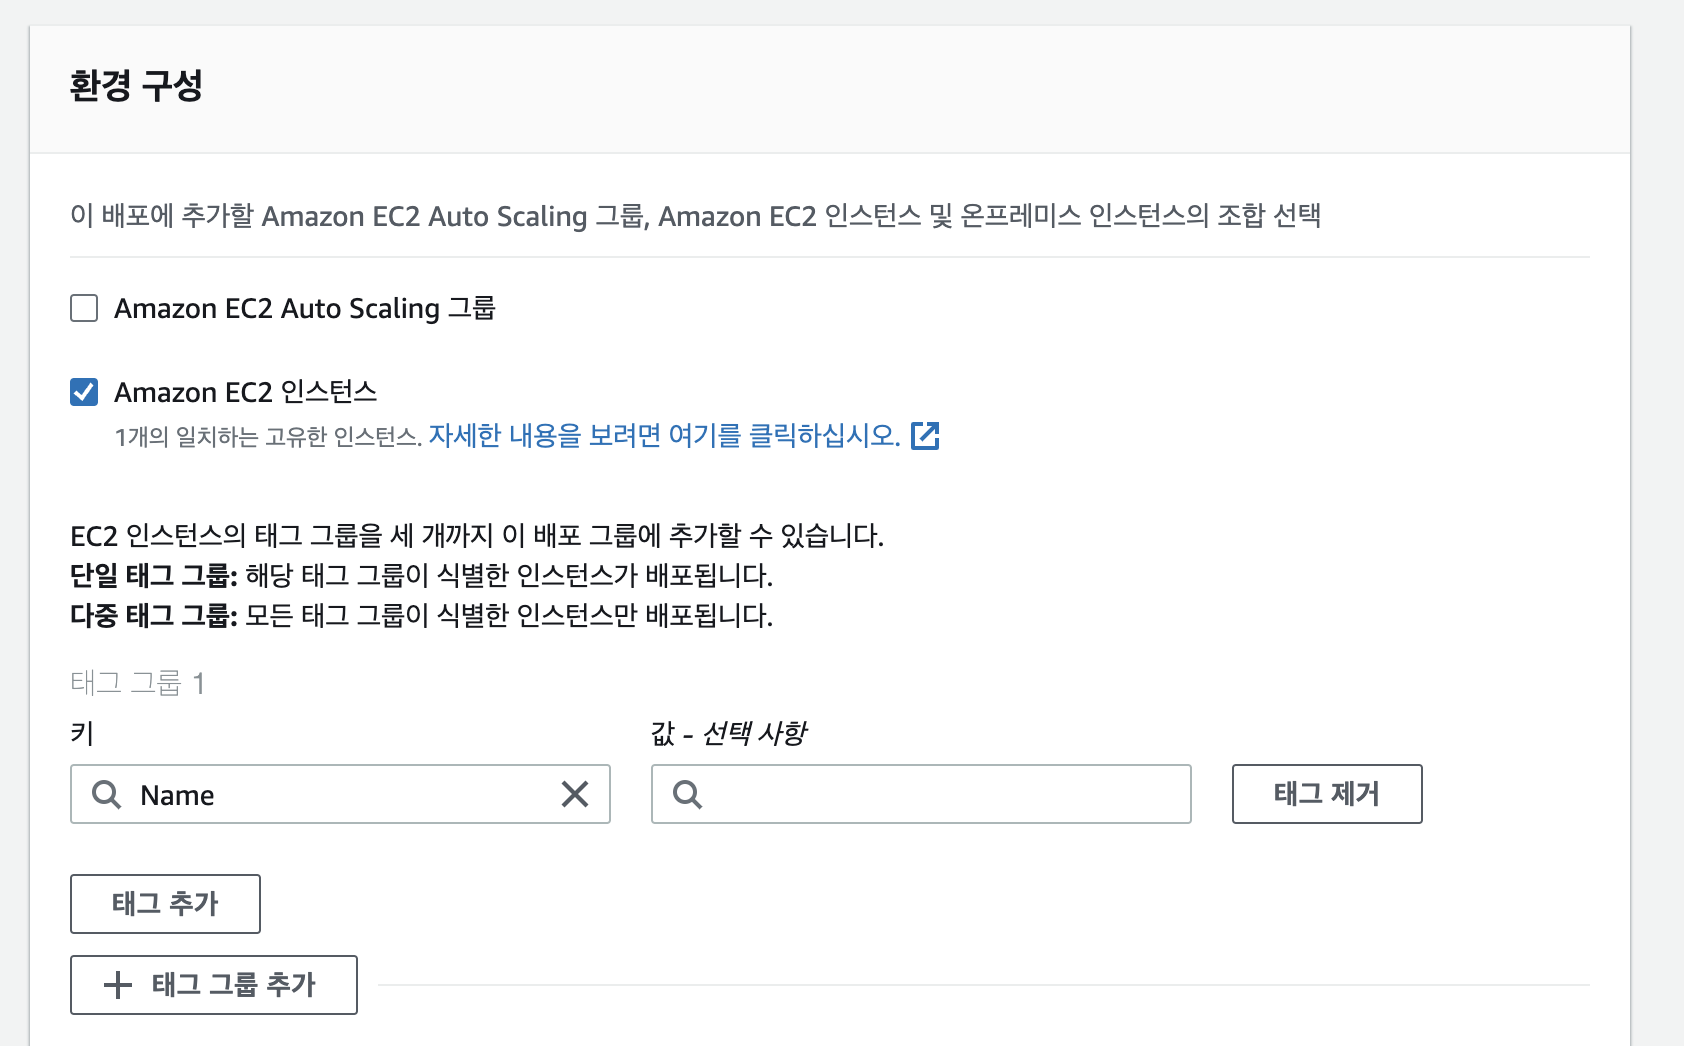 환경 구성
이 배포에 추가할 Amazon EC2 Auto Scaling 그룹, Amazon EC2 인스턴스 및 온프레미스 인스턴스의 조합 선택
Amazon EC2 Auto Scaling 그룹
Amazon EC2 인스턴스
1개의 일치하는 고유한 인스턴스. 자세한 내용을 보려면 여기를 클릭하십시오.
EC2 인스턴스의 태그 그룹을 세 개까지 이 배포 그룹에 추가할 수 있습니다.
단일 태그 그룹: 해당 태그 그룹이 식별한 인스턴스가 배포됩니다.
다중 태그 그룹: 모든 태그 그룹이 식별한 인스턴스만 배포됩니다.
태그 그룹 1
키
값 - 선택 사항
Name
태그 제거
태그 추가
태그 그룹 추가